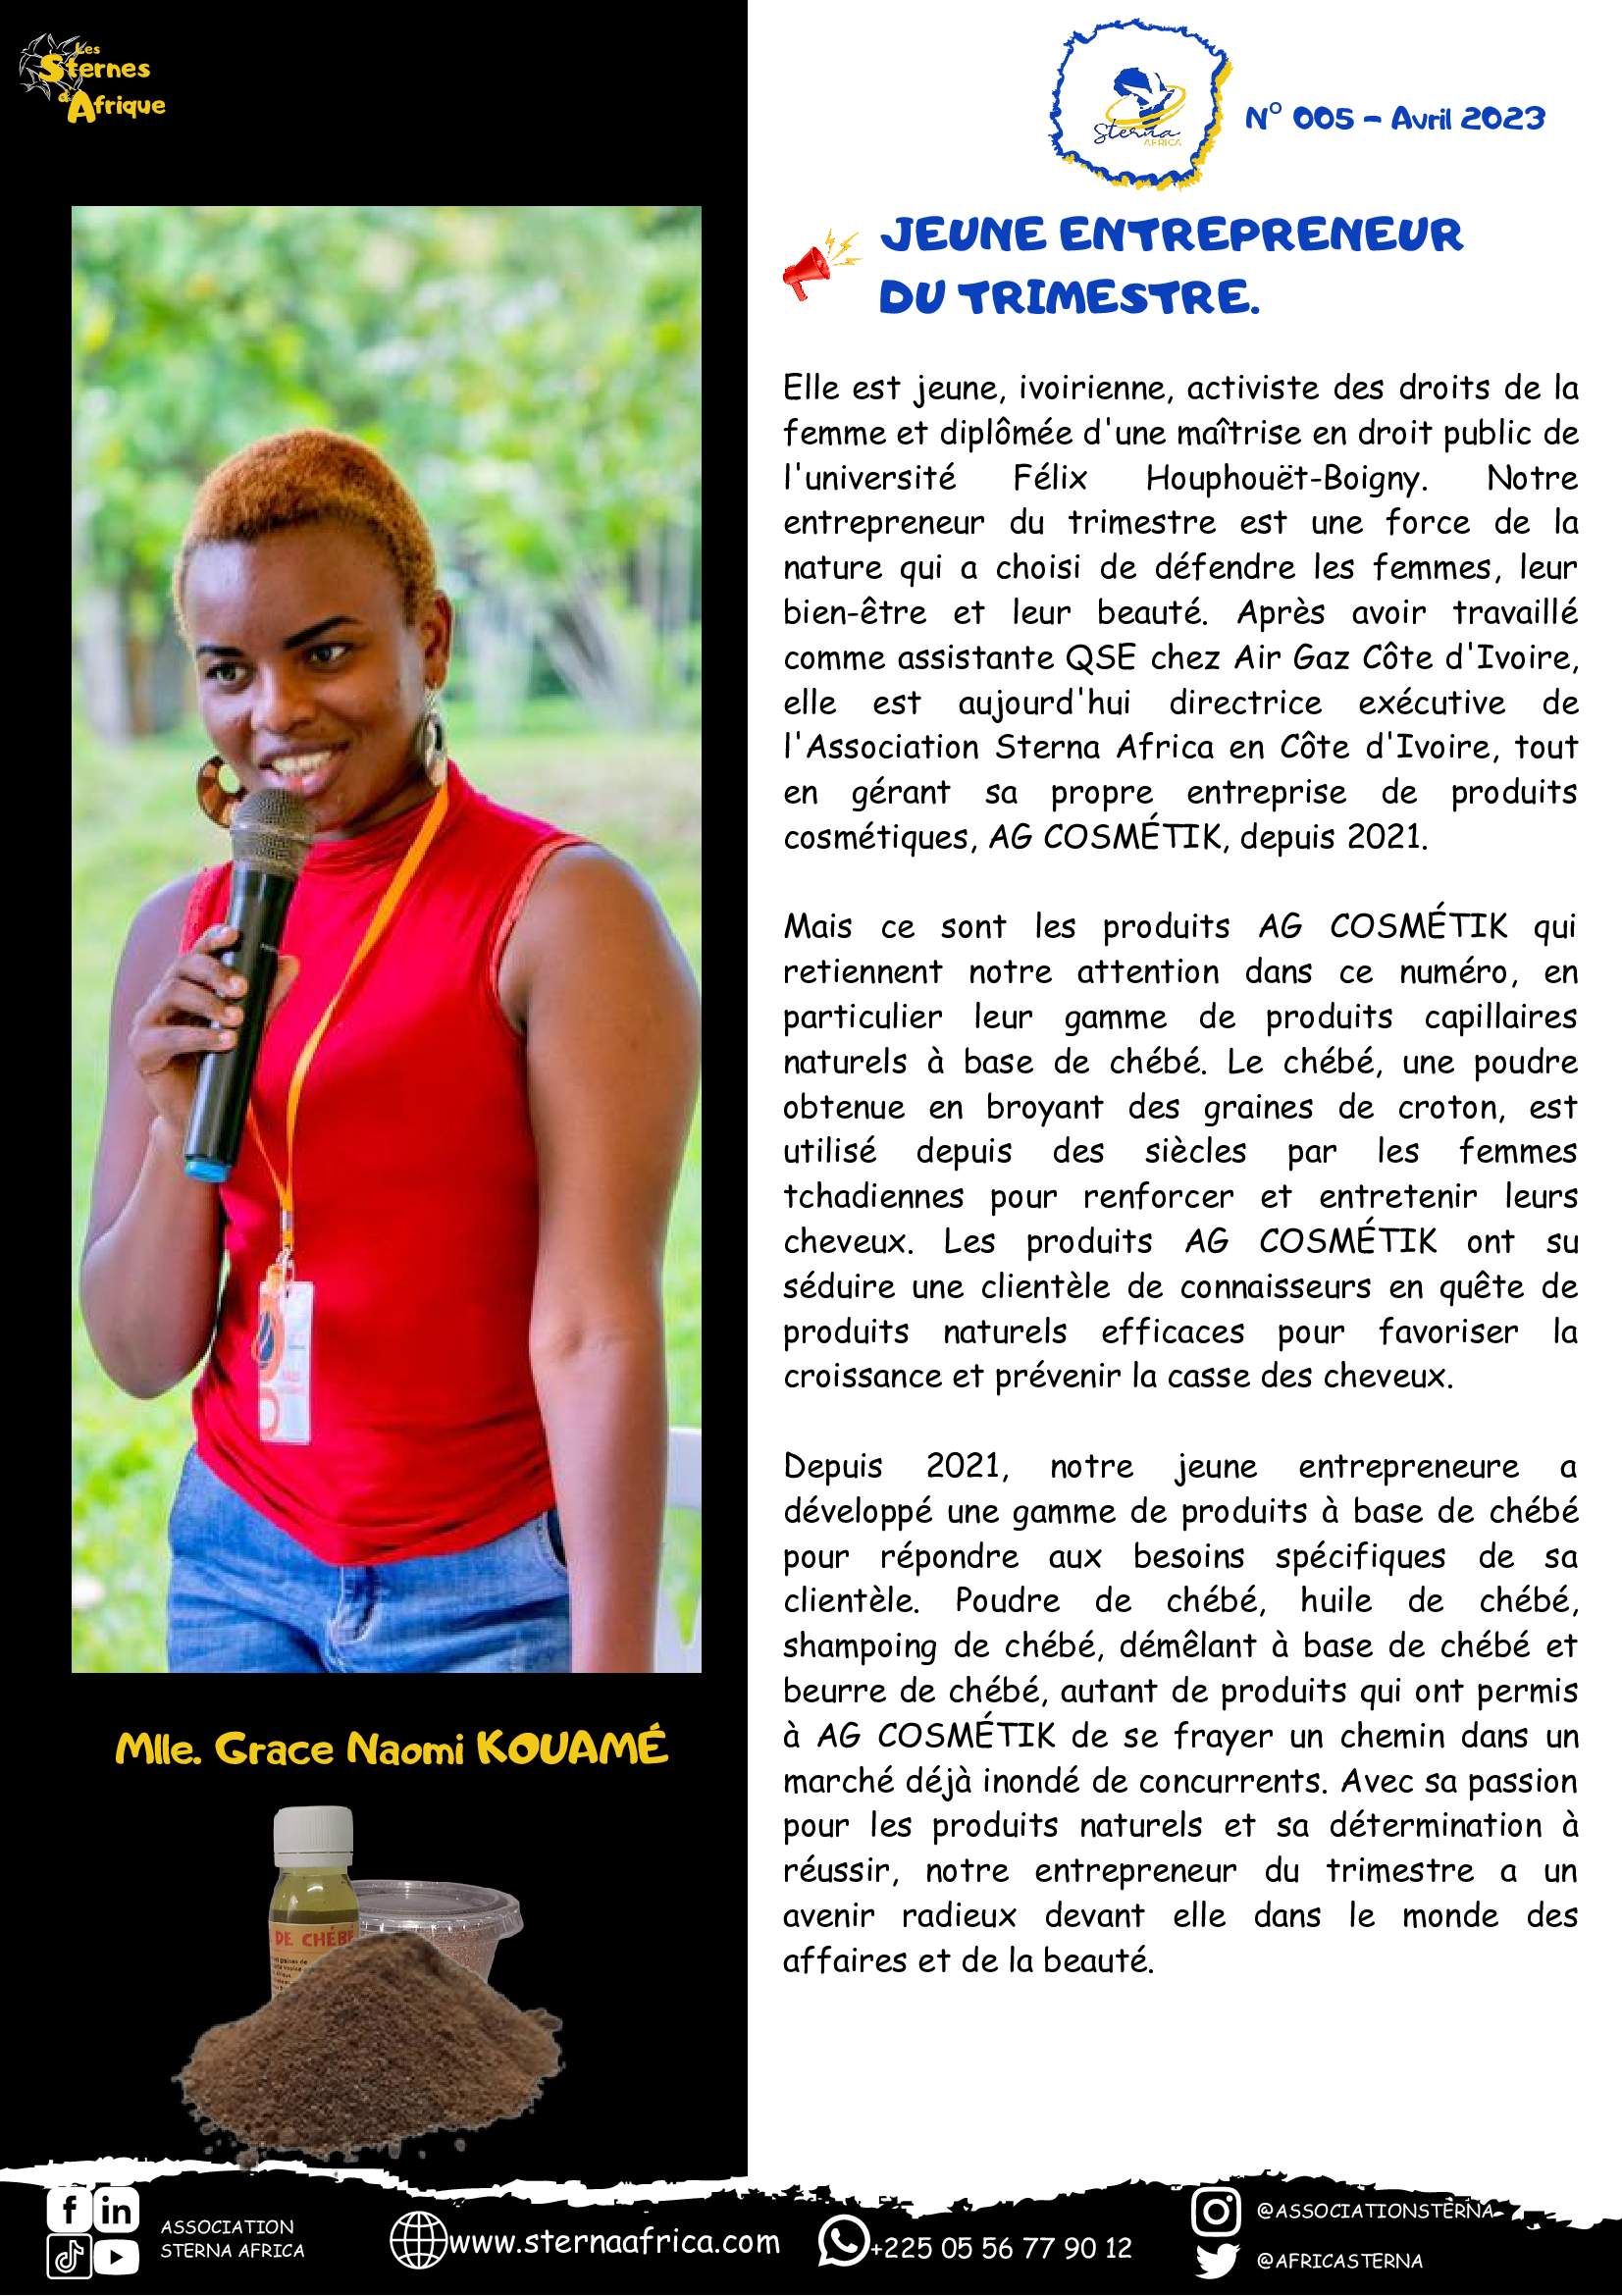 Les
Sternes
d'Afrique
Sterna
AFRICA
N° 005 - Avril 2023
JEUNE ENTREPRENEUR
DU TRIMESTRE.
Elle est jeune, ivoirienne, activiste des droits de la
femme et diplômée d'une maîtrise en droit public de
l'université Félix Houphouët-Boigny. Notre
entrepreneur du trimestre est une force de la
nature qui a choisi de défendre les femmes, leur
bien-être et leur beauté. Après avoir travaillé
comme assistante QSE chez Air Gaz Côte d'Ivoire,
elle est aujourd'hui directrice exécutive de
l'Association Sterna Africa en Côte d'Ivoire, tout
en gérant sa propre entreprise de produits
cosmétiques, AG COSMÉTIK, depuis 2021.
Mais ce sont les produits AG COSMÉTIK qui
retiennent notre attention dans ce numéro, en
particulier leur gamme de produits capillaires
naturels à base de chébé. Le chébé, une poudre
obtenue en broyant des graines de croton, est
utilisé depuis des siècles par les femmes
tchadiennes pour renforcer et entretenir leurs
cheveux. Les produits AG COSMÉTIK ont su
séduire une clientèle de connaisseurs en quête de
produits naturels efficaces pour favoriser la
croissance et prévenir la casse des cheveux.
Depuis 2021, notre jeune entrepreneure a
développé une gamme de produits à base de chébé
pour répondre aux besoins spécifiques de sa
clientèle. Poudre de chébé, huile de chébé,
shampoing de chébé, démêlant à base de chébé et
beurre de chébé, autant de produits qui ont permis
à AG COSMÉTIK de se frayer un chemin dans un
marché déjà inondé de concurrents. Avec sa passion
pour les produits naturels et sa détermination à
réussir, notre entrepreneur du trimestre a un
avenir radieux devant elle dans le monde des
affaires et de la beauté.
Mlle. Grace Naomi KOUAMÉ
DE CHÉBÉ
ASSOCIATION
STERNA AFRICA
www.sternaafrica.com
+225 05 56 77 90 12
@ASSOCIATIONSTERNA
@AFRICASTERNA